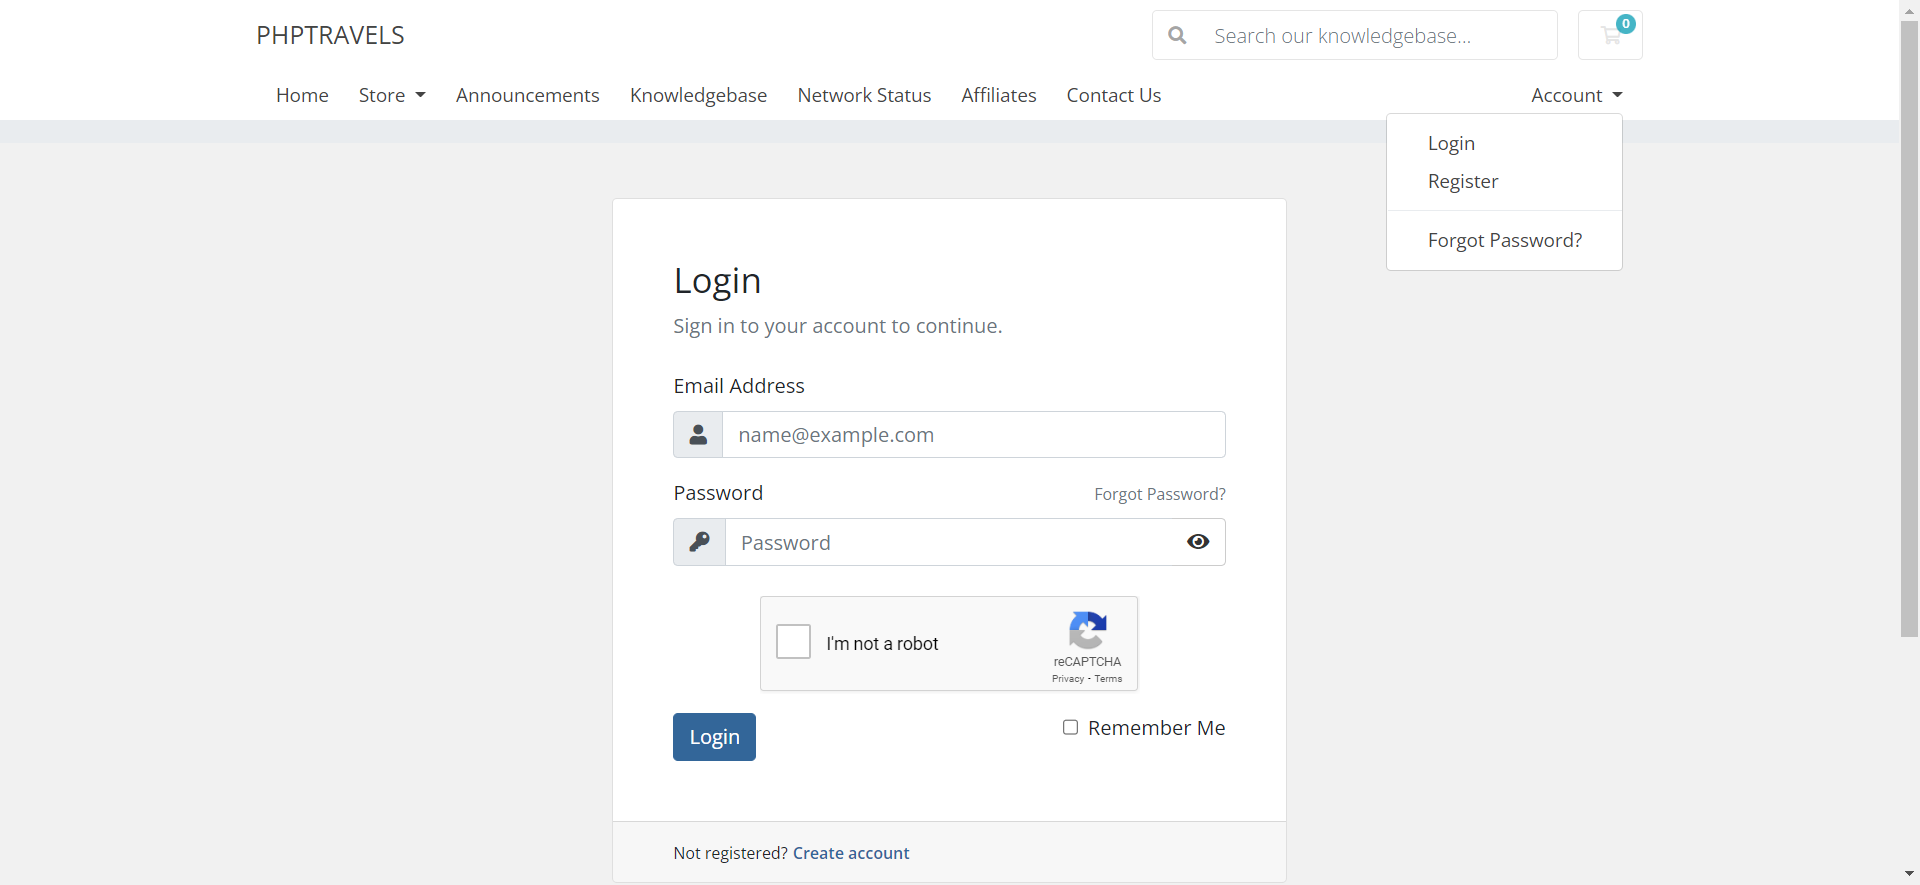 PHPTRAVELS
Search our knowledgebase...
0
Home Store Announcements Knowledgebase Network Status Affiliates Contact Us Account
Login
Register
Forgot Password?
Login
Sign in to your account to continue.
Email Address
name@example.com
Password Forgot Password?
Password
I'm not a robot
reCAPTCHA
Privacy - Terms
Login Remember Me
Not registered? Create account